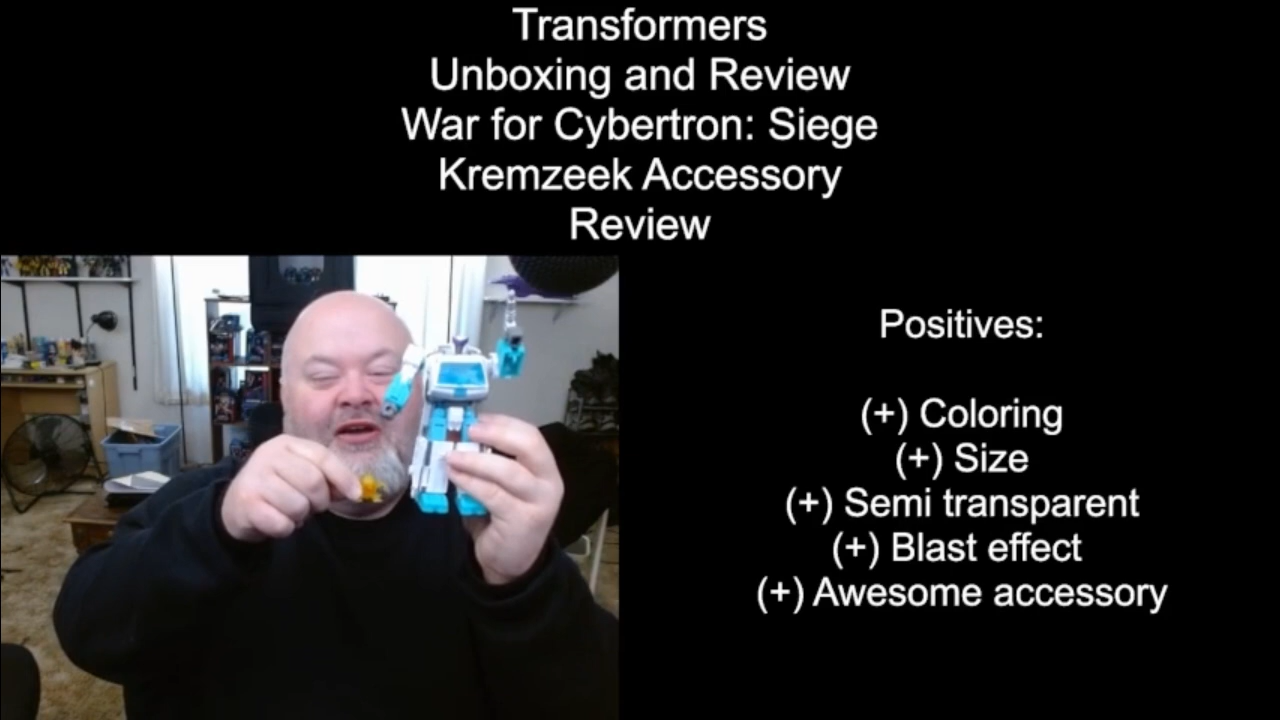 Transformers
Unboxing and Review
War for Cybertron: Siege
Kremzeek Accessory
Review
Positives:
(+) Coloring
(+) Size
(+) Semi transparent
(+) Blast effect
(+) Awesome accessory